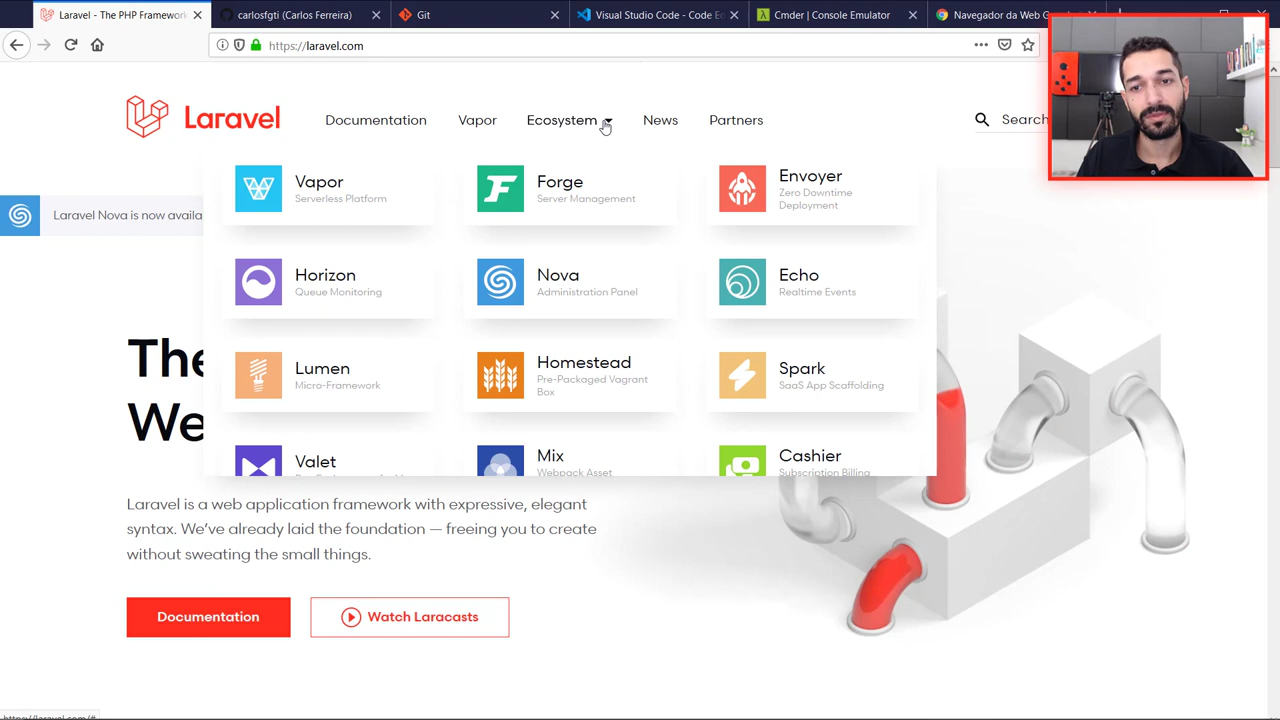 Laravel - The PHP Framework
carlosfgti (Carlos Ferreira)
Git
Visual Studio Code - Code E
Cmder | Console Emulator
Navegador da Web G
https://laravel.com
Laravel
Documentation
Vapor
Ecosystem
News
Partners
Search
Laravel Nova is now availa
Vapor
Serverless Platform
Forge
Server Management
Envoyer
Zero Downtime
Deployment
Horizon
Queue Monitoring
Nova
Administration Panel
Echo
Realtime Events
Lumen
Micro-Framework
Homestead
Pre-Packaged Vagrant
Box
Spark
SaaS App Scaffolding
Valet
Mix
Webpack Asset
Cashier
Subscription Billing
The
We
Laravel is a web application framework with expressive, elegant
syntax. We've already laid the foundation — freeing you to create
without sweating the small things.
Documentation
Watch Laracasts
https://laravel.com/#